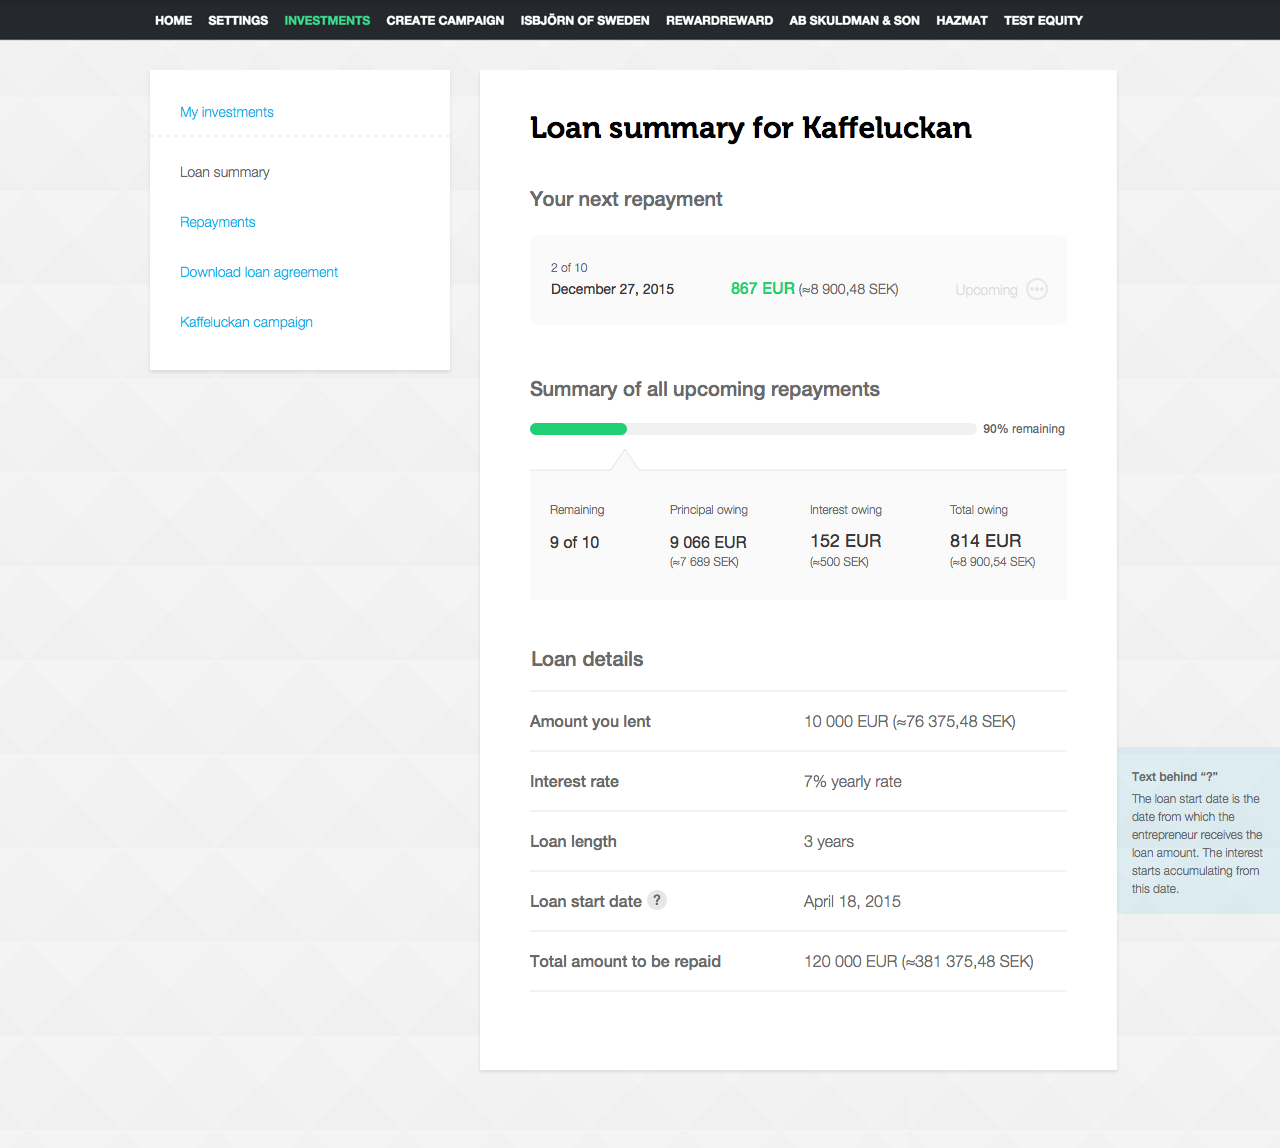 HOME SETTINGS INVESTMENTS CREATE CAMPAIGN ISBJÖRN OF SWEDEN REWARDREWARD AB SKULDMAN & SON HAZMAT TEST EQUITY
My investments
Loan summary
Repayments
Download loan agreement
Kaffeluckan campaign
Loan summary for Kaffeluckan
Your next repayment
2 of 10
December 27, 2015 867 EUR (≈8 900,48 SEK) Upcoming
Summary of all upcoming repayments
90% remaining
Remaining Principal owing Interest owing Total owing
9 of 10 9 066 EUR 152 EUR 814 EUR
(≈7 689 SEK) (≈500 SEK) (≈8 900,54 SEK)
Loan details
Amount you lent 10 000 EUR (≈76 375,48 SEK)
Interest rate 7% yearly rate
Loan length 3 years
Loan start date ? April 18, 2015
Total amount to be repaid 120 000 EUR (≈381 375,48 SEK)
Text behind “?”
The loan start date is the
date from which the
entrepreneur receives the
loan amount. The interest
starts accumulating from
this date.